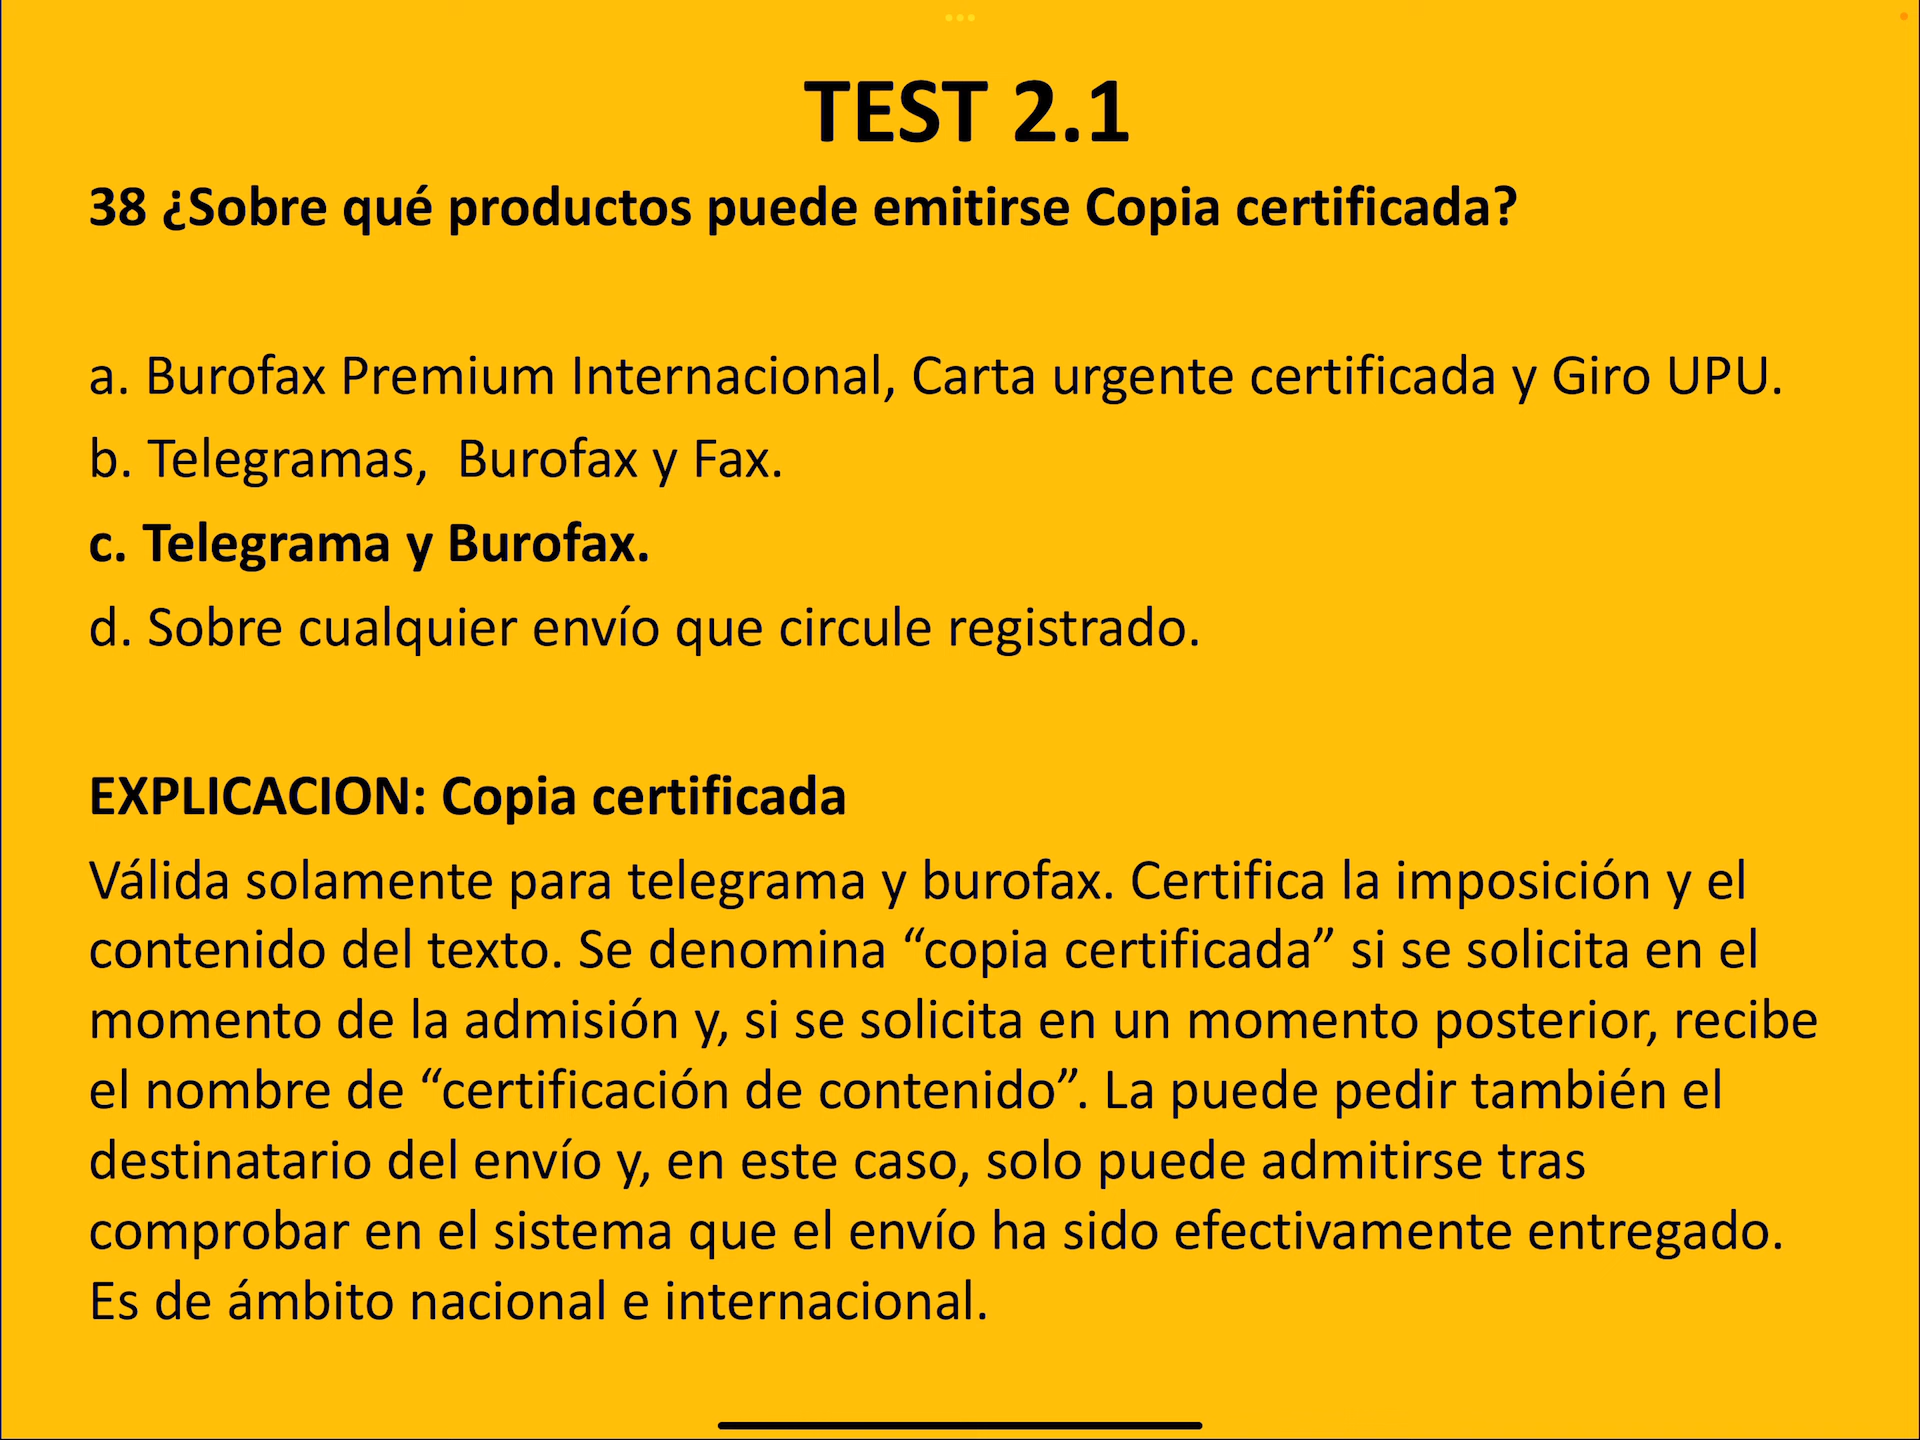 TEST 2.1
38 ¿Sobre qué productos puede emitirse Copia certificada?
a. Burofax Premium Internacional, Carta urgente certificada y Giro UPU.
b. Telegramas,  Burofax y Fax.
c. Telegrama y Burofax.
d. Sobre cualquier envío que circule registrado.
EXPLICACION: Copia certificada
Válida solamente para telegrama y burofax. Certifica la imposición y el
contenido del texto. Se denomina “copia certificada” si se solicita en el
momento de la admisión y, si se solicita en un momento posterior, recibe
el nombre de “certificación de contenido”. La puede pedir también el
destinatario del envío y, en este caso, solo puede admitirse tras
comprobar en el sistema que el envío ha sido efectivamente entregado.
Es de ámbito nacional e internacional.